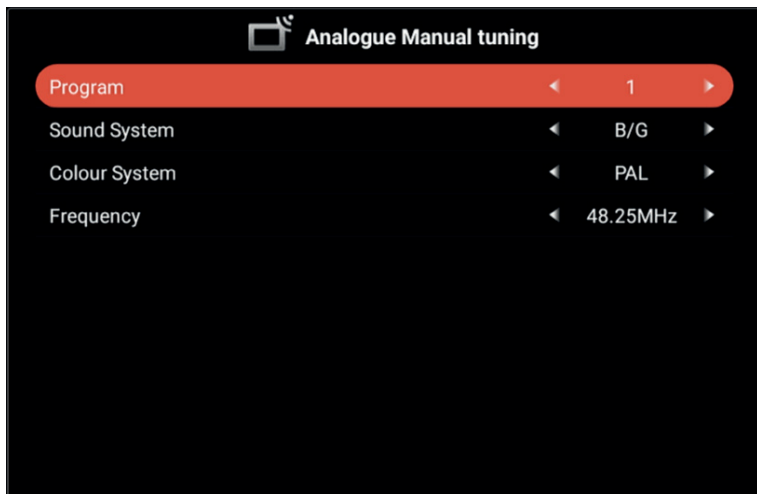 Analogue Manual tuning
Program 1
Sound System B/G
Colour System PAL
Frequency 48.25MHz